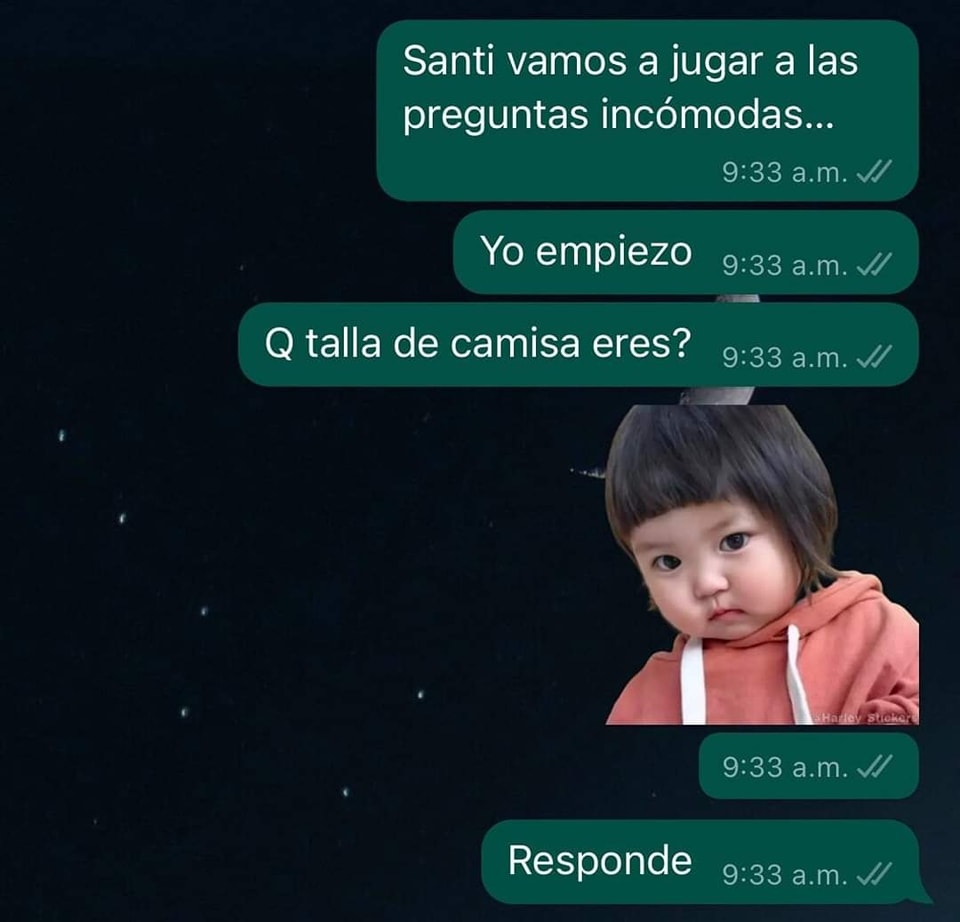 Santi vamos a jugar a las
preguntas incómodas...
9:33 a.m.
Yo empiezo 9:33 a.m.
Q talla de camisa eres? 9:33 a.m.
Harley Stickers
9:33 a.m.
Responde 9:33 a.m.